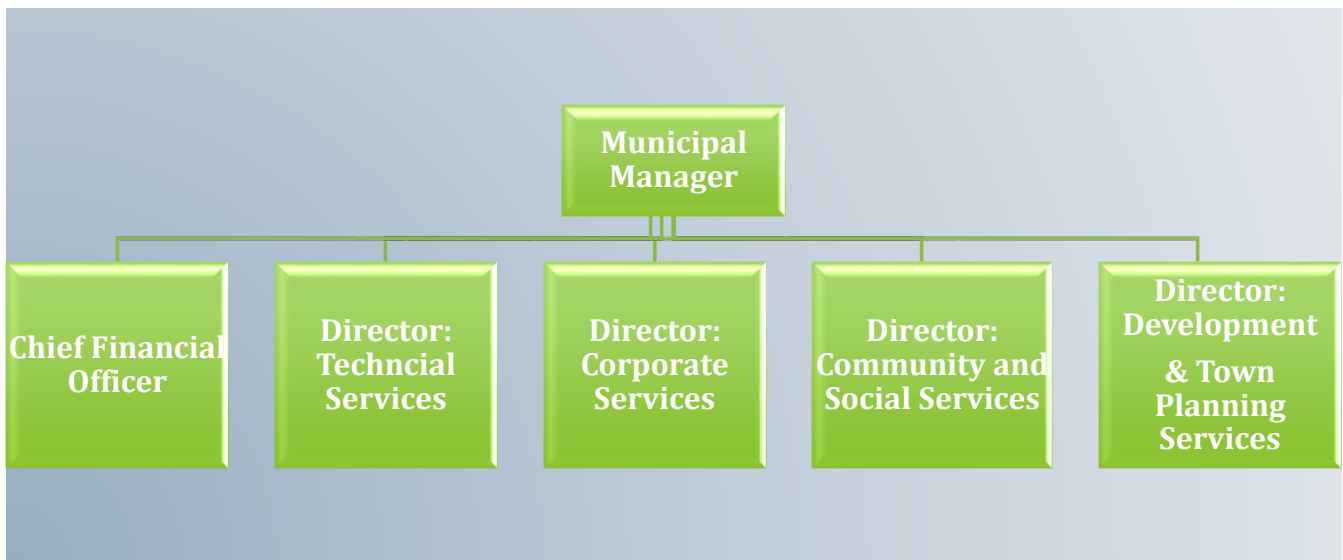 Municipal
Manager
Chief Financial
Officer
Director:
Techncial
Services
Director:
Corporate
Services
Director:
Community and
Social Services
Director:
Development
& Town
Planning
Services